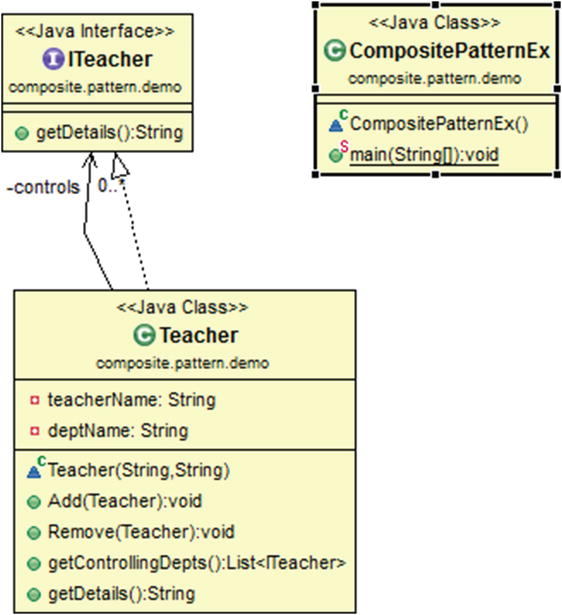 <<Java Interface>>
I ITeacher
composite.pattern.demo
getDetails():String
<<Java Class>>
C CompositePatternEx
composite.pattern.demo
C CompositePatternEx()
S main(String[]):void
-controls 0..*
<<Java Class>>
C Teacher
composite.pattern.demo
teacherName: String
deptName: String
C Teacher(String,String)
Add(Teacher):void
Remove(Teacher):void
getControllingDepts():List<ITeacher>
getDetails():String